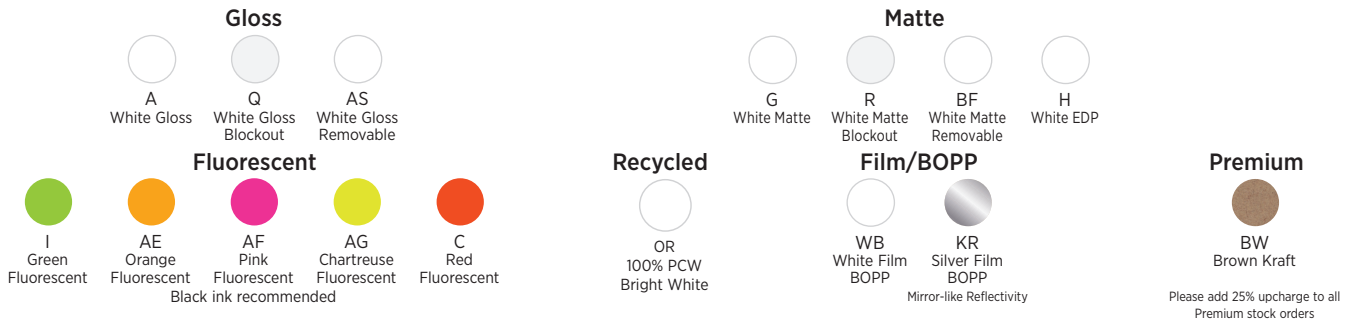 Gloss
A
White Gloss
Q
White Gloss
Blockout
AS
White Gloss
Removable
Matte
G
White Matte
R
White Matte
Blockout
BF
White Matte
Removable
H
White EDP
Fluorescent
I
Green
Fluorescent
AE
Orange
Fluorescent
AF
Pink
Fluorescent
AG
Chartreuse
Fluorescent
C
Red
Fluorescent
Black ink recommended
Recycled
OR
100% PCW
Bright White
Film/BOPP
WB
White Film
BOPP
KR
Silver Film
BOPP
Mirror-like Reflectivity
Premium
BW
Brown Kraft
Please add 25% upcharge to all
Premium stock orders